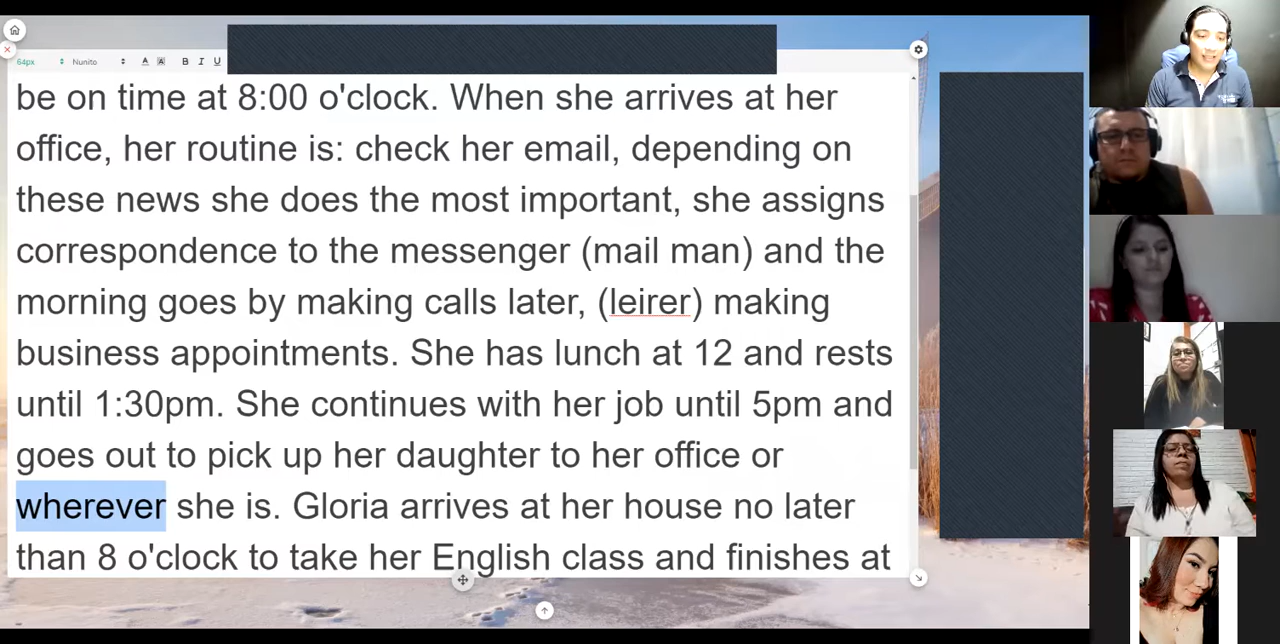 64px Nunito A A B I U
be on time at 8:00 o'clock. When she arrives at her
office, her routine is: check her email, depending on
these news she does the most important, she assigns
correspondence to the messenger (mail man) and the
morning goes by making calls later, (leirer) making
business appointments. She has lunch at 12 and rests
until 1:30pm. She continues with her job until 5pm and
goes out to pick up her daughter to her office or
wherever she is. Gloria arrives at her house no later
than 8 o'clock to take her English class and finishes at